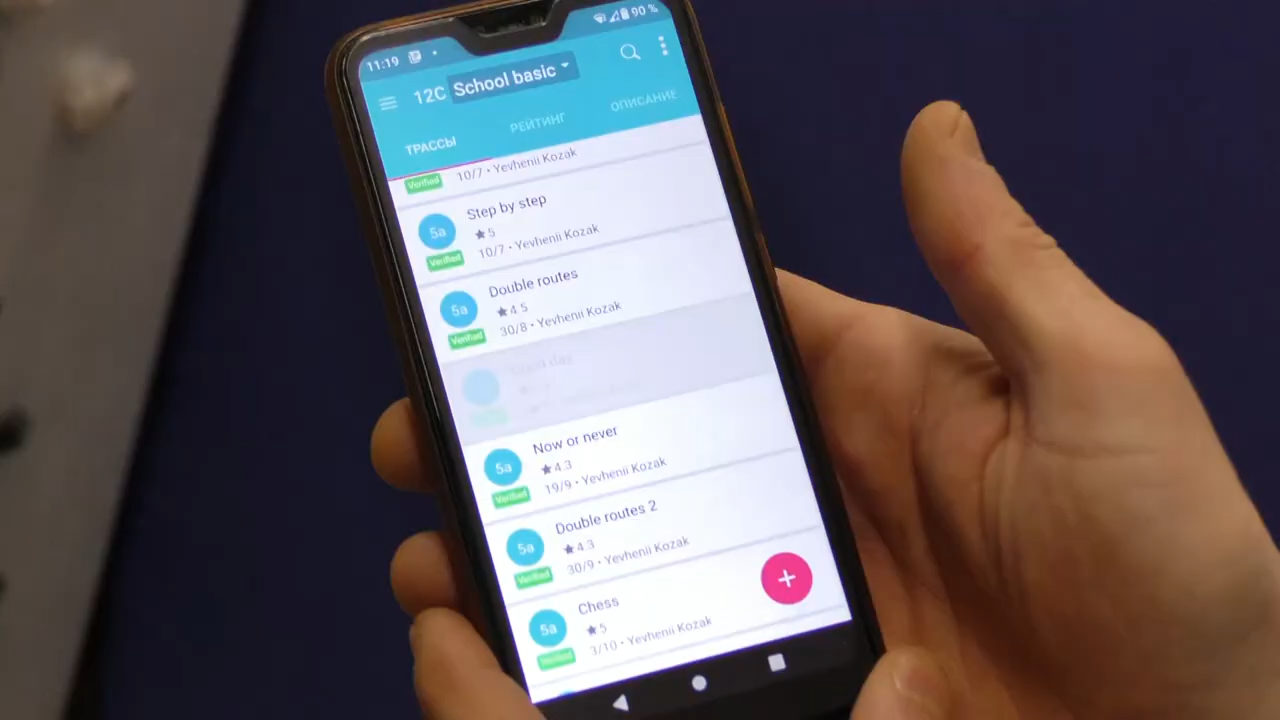 11:19
90 %
12C School basic
ТРАССЫ
РЕЙТИНГ
ОПИСАНИЕ
Verified
10/7 • Yevhenii Kozak
5a
Step by step
★5
Verified
10/7 • Yevhenii Kozak
5a
Double routes
★4.5
Verified
30/8 • Yevhenii Kozak
day
5a
Now or never
★4.3
Verified
19/9 • Yevhenii Kozak
5a
Double routes 2
★4.3
Verified
30/9 • Yevhenii Kozak
5a
Chess
★5
Verified
3/10 • Yevhenii Kozak